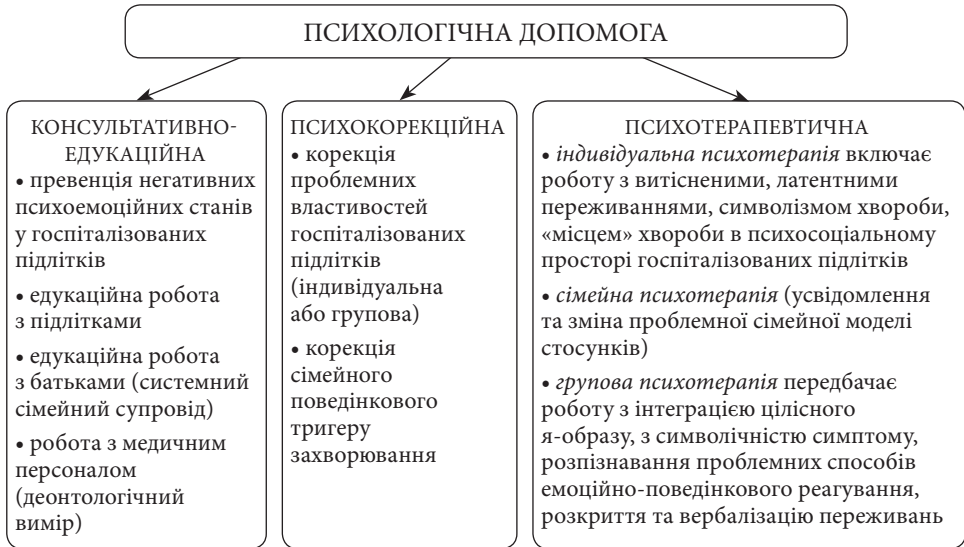 ПСИХОЛОГІЧНА ДОПОМОГА
КОНСУЛЬТАТИВНО-
ЕДУКАЦІЙНА
• превенція негативних
психоемоційних станів
у госпіталізованих
підлітків
• едукаційна робота
з підлітками
• едукаційна робота
з батьками (системний
сімейний супровід)
• робота з медичним
персоналом
(деонтологічний
вимір)
ПСИХОКОРЕКЦІЙНА
• корекція
проблемних
властивостей
госпіталізованих
підлітків
(індивідуальна
або групова)
• корекція
сімейного
поведінкового
тригеру
захворювання
ПСИХОТЕРАПЕВТИЧНА
• індивідуальна психотерапія включає
роботу з витісненими, латентними
переживаннями, символізмом хвороби,
«місцем» хвороби в психосоціальному
просторі госпіталізованих підлітків
• сімейна психотерапія (усвідомлення
та зміна проблемної сімейної моделі
стосунків)
• групова психотерапія передбачає
роботу з інтеграцією цілісного
я-образу, з символічністю симптому,
розпізнавання проблемних способів
емоційно-поведінкового реагування,
розкриття та вербалізацію переживань